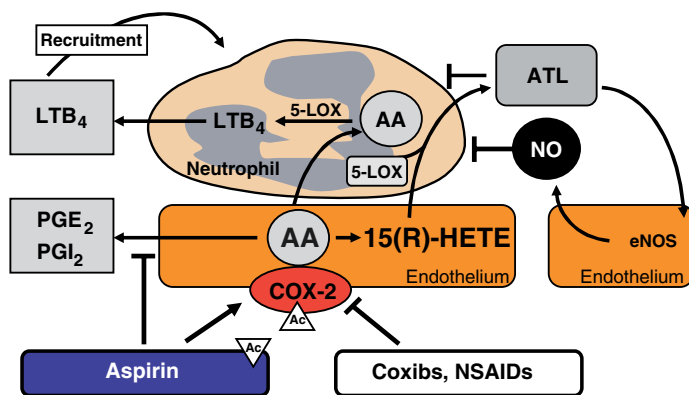 Recruitment
ATL
LTB4
LTB4
5-LOX
AA
NO
Neutrophil
5-LOX
PGE2
PGI2
AA
15(R)-HETE
eNOS
Endothelium
Endothelium
COX-2
Ac
Ac
Aspirin
Coxibs, NSAIDs